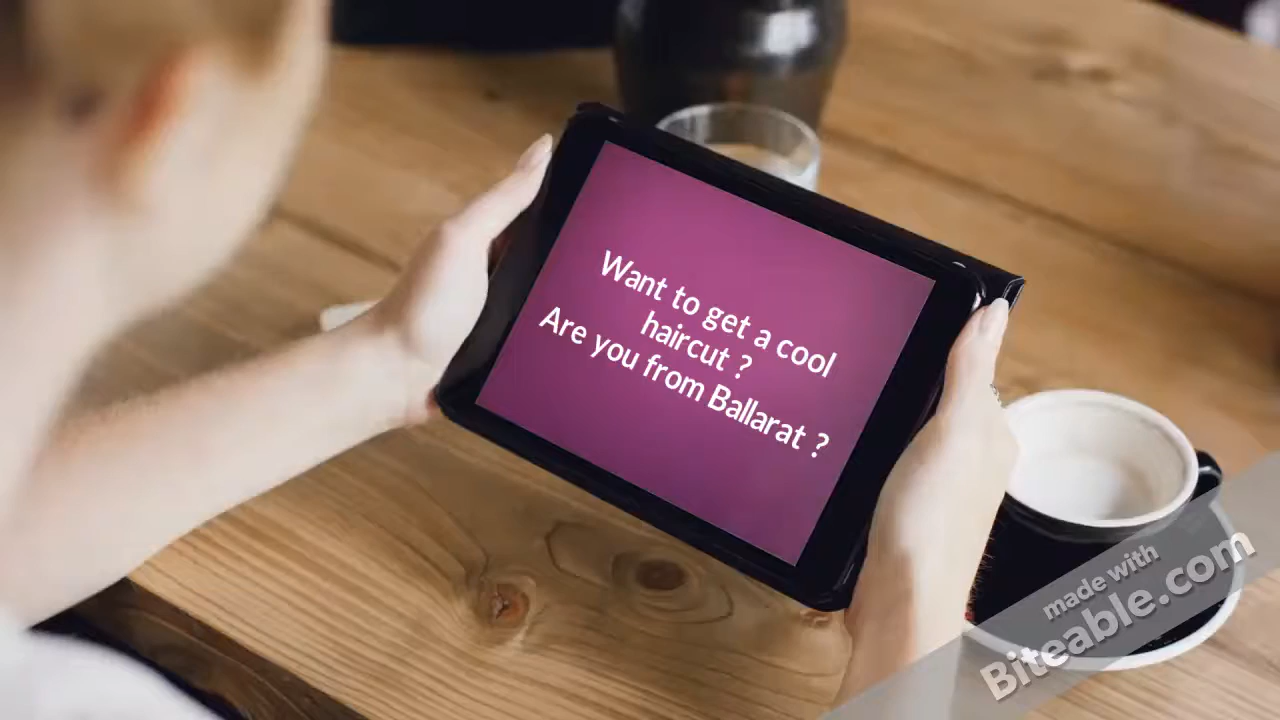 Want to get a cool
haircut ?
Are you from Ballarat ?
made with
Biteable.com